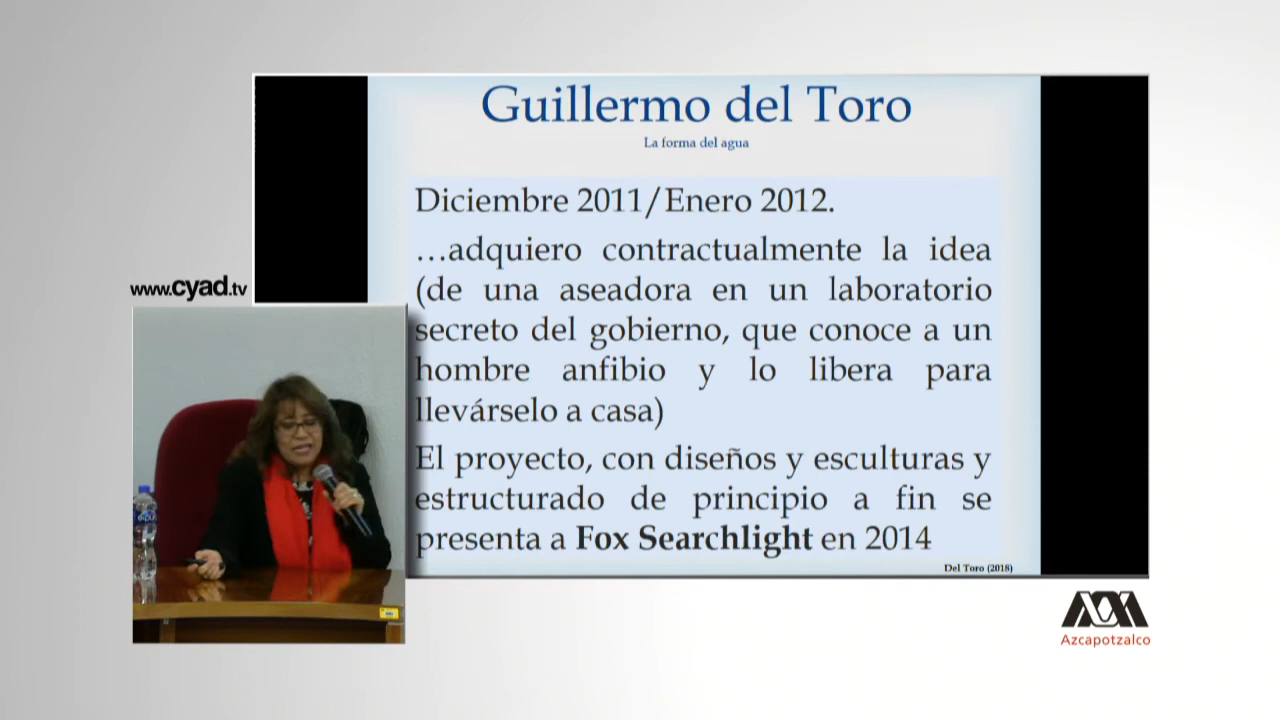 Guillermo del Toro
La forma del agua
Diciembre 2011/Enero 2012.
…adquiero contractualmente la idea
(de una aseadora en un laboratorio
secreto del gobierno, que conoce a un
hombre anfibio y lo libera para
llevárselo a casa)
El proyecto, con diseños y esculturas y
estructurado de principio a fin se
presenta a Fox Searchlight en 2014
Del Toro (2018)
www.cyad.tv
Azcapotzalco